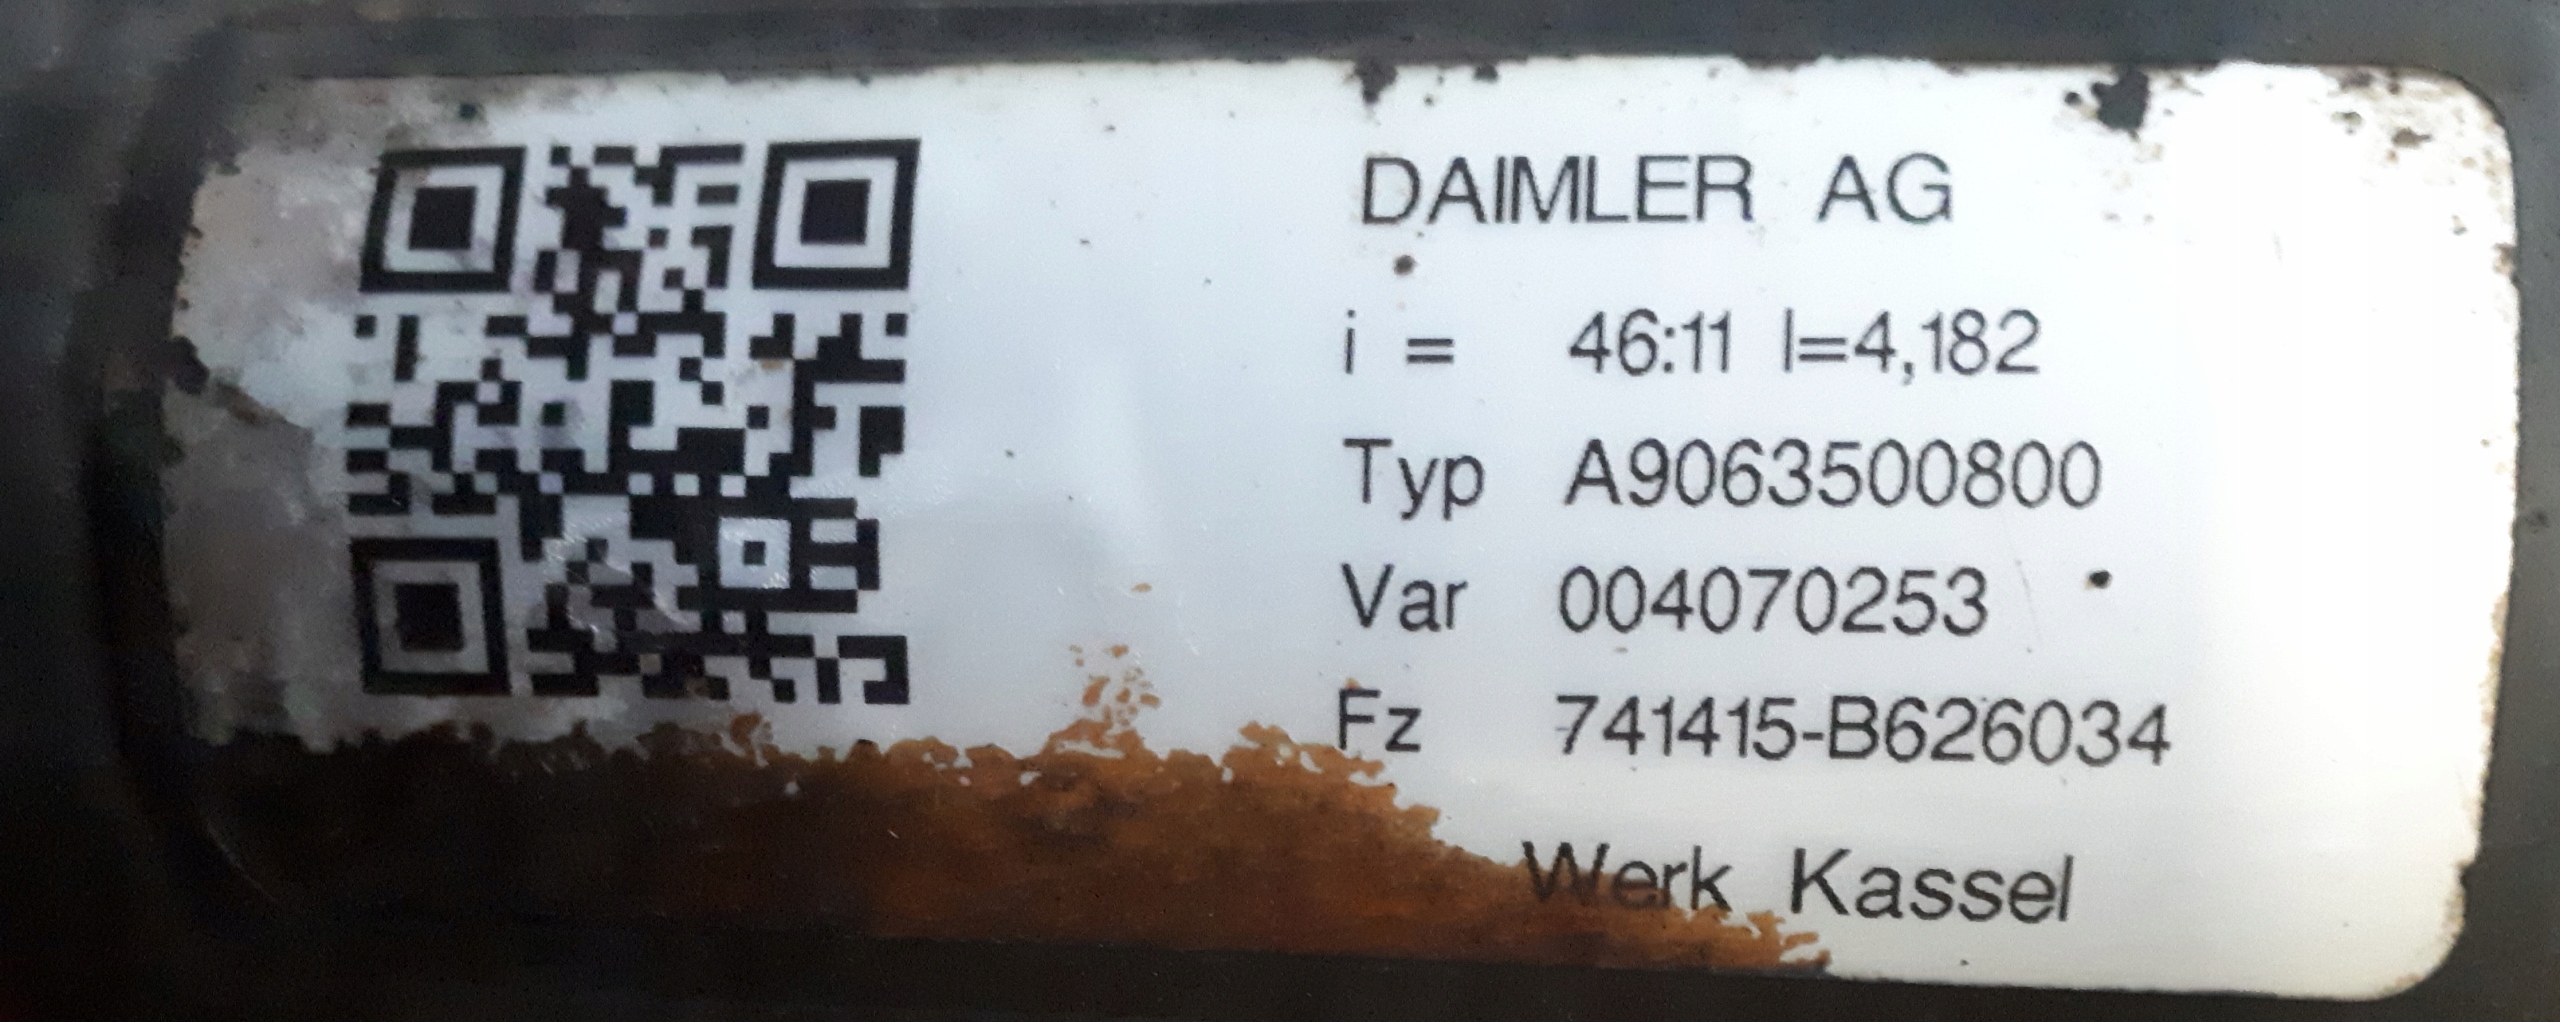 DAIMLER AG
i = 46:11 I=4,182
Typ A9063500800
Var 004070253
Fz 741415-B626034
Werk Kassel